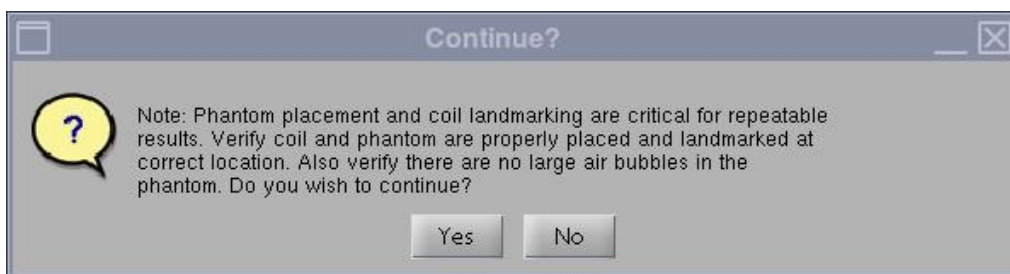 Continue?
?
Note: Phantom placement and coil landmarking are critical for repeatable
results. Verify coil and phantom are properly placed and landmarked at
correct location. Also verify there are no large air bubbles in the
phantom. Do you wish to continue?
Yes No